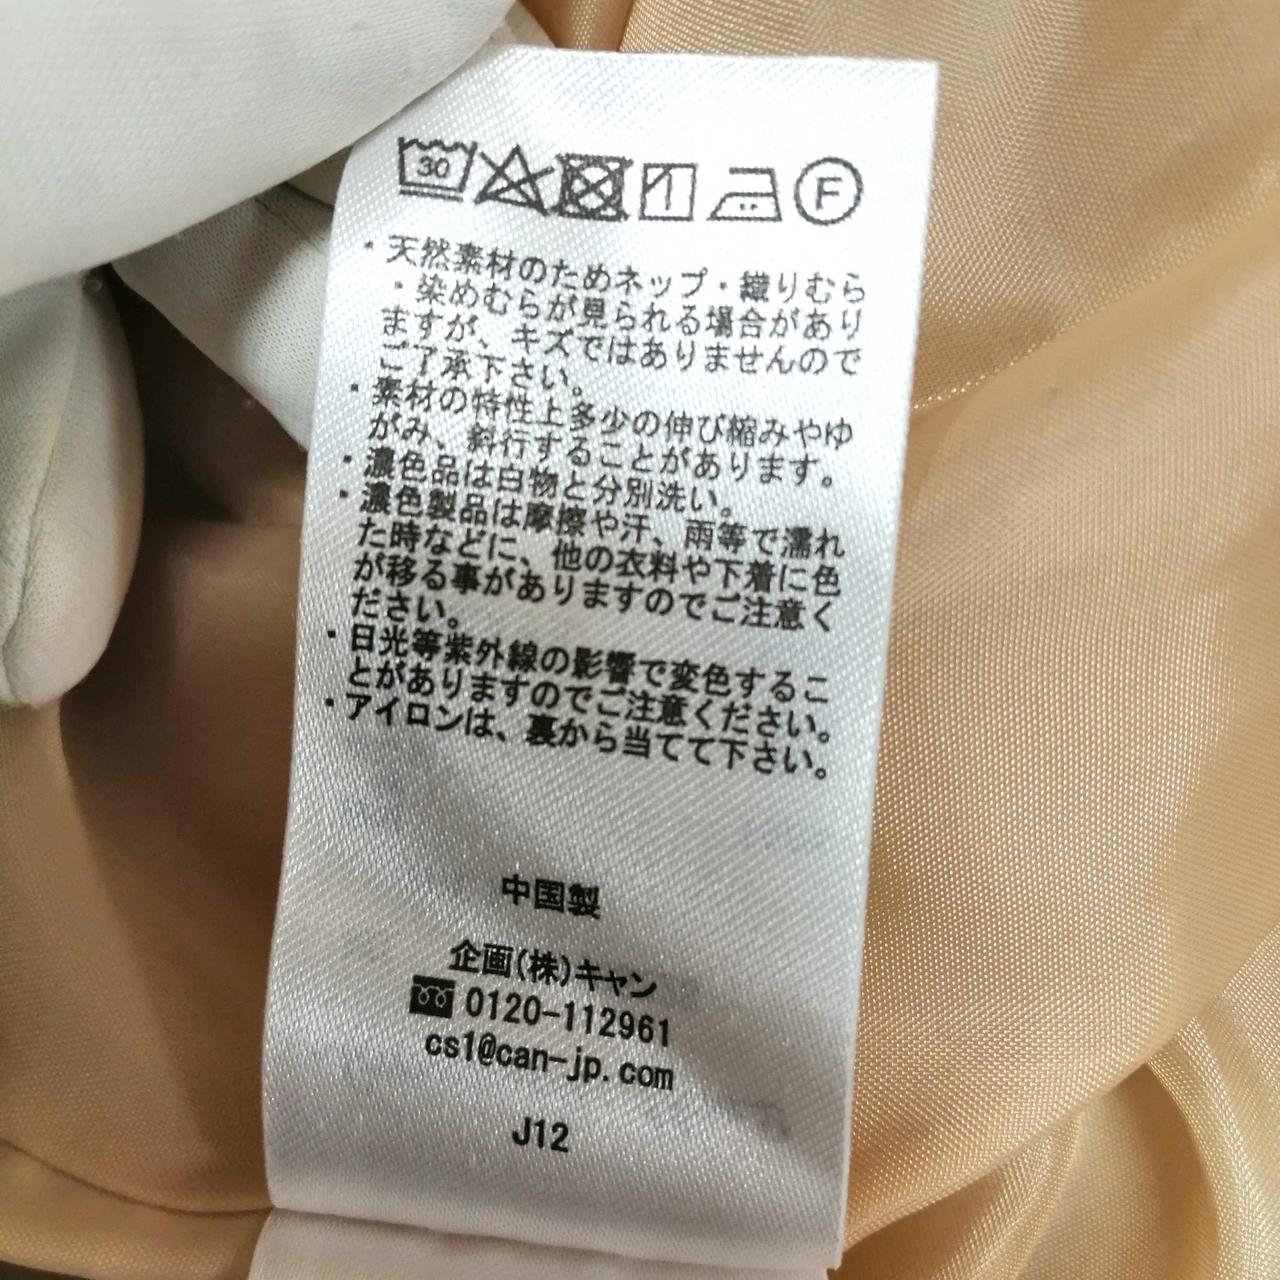 30
F
・天然素材のためネップ・織りむら
・染めむらが見られる場合があり
ますが、キズではありませんので
ご了承下さい。
・素材の特性上多少の伸び縮みやゆ
がみ、斜行することがあります。
・濃色品は白物と分別洗い。
・濃色製品は摩擦や汗、雨等で濡れ
た時などに、他の衣料や下着に色
が移る事がありますのでご注意く
ださい。
・日光等紫外線の影響で変色するこ
とがありますのでご注意ください。
・アイロンは、裏から当てて下さい。
中国製
企画(株)キャン
0120-112961
cs1@can-jp.com
J12